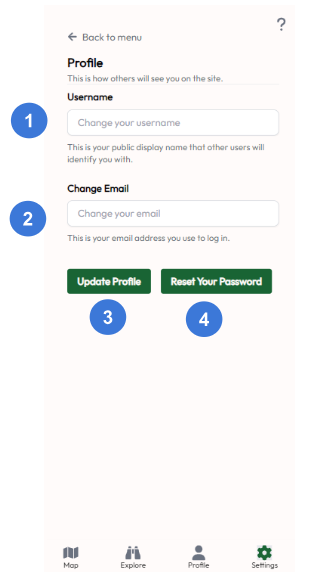 ?
← Back to menu
Profile
This is how others will see you on the site.
Username
1
Change your username
This is your public display name that other users will
identify you with.
Change Email
2
Change your email
This is your email address you use to log in.
Update Profile
Reset Your Password
3
4
Map
Explore
Profile
Settings